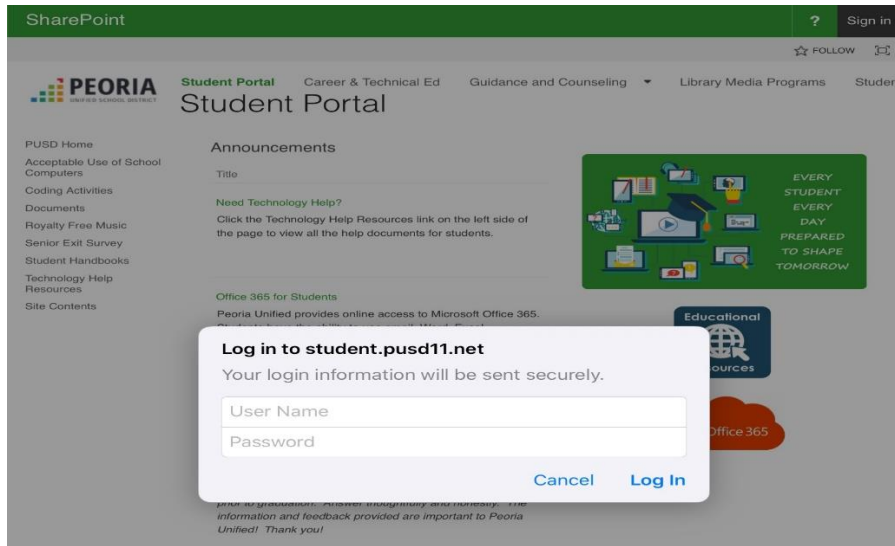 SharePoint
? Sign in
FOLLOW
PEORIA
UNIFIED SCHOOL DISTRICT
Student Portal Career & Technical Ed Guidance and Counseling Library Media Programs Studen
Student Portal
PUSD Home
Acceptable Use of School
Computers
Coding Activities
Documents
Royalty Free Music
Senior Exit Survey
Student Handbooks
Technology Help
Resources
Site Contents
Announcements
Title
Need Technology Help?
Click the Technology Help Resources link on the left side of
the page to view all the help documents for students.
Office 365 for Students
Peoria Unified provides online access to Microsoft Office 365.
EVERY
STUDENT
EVERY
DAY
PREPARED
TO SHAPE
TOMORROW
Educational
ources
Office 365
Log in to student.pusd11.net
Your login information will be sent securely.
User Name
Password
Cancel Log In
prior to graduation. Answer thoughtfully and honestly. The
information and feedback provided are important to Peoria
Unified! Thank you!